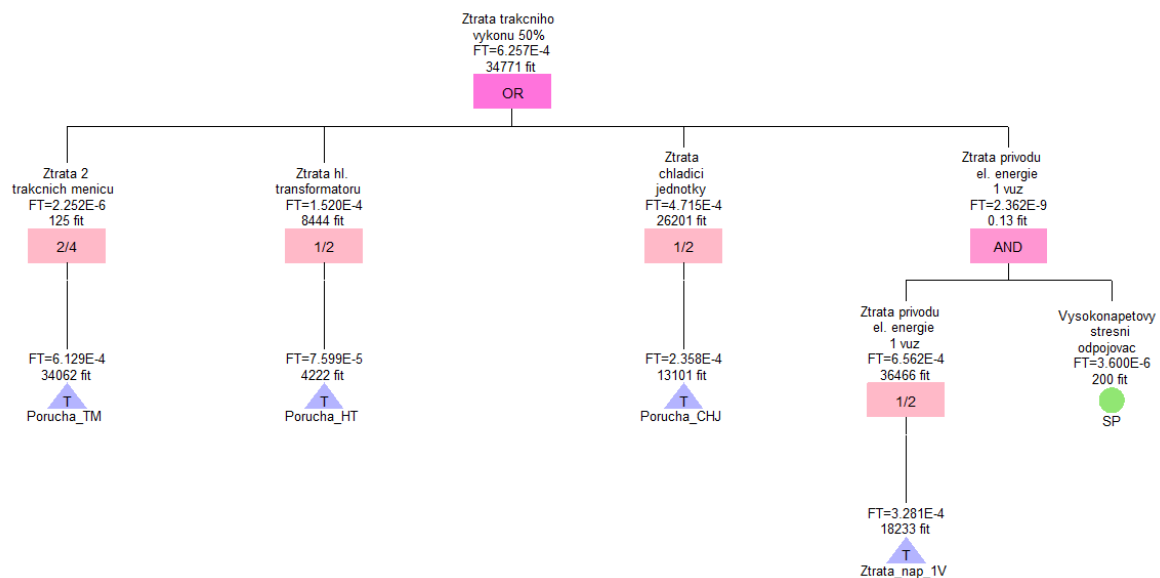 Ztrata trakcniho
vykonu 50%
FT=6.257E-4
34771 fit
OR
Ztrata 2
trakcnich menicu
FT=2.252E-6
125 fit
2/4
Ztrata hl.
transformatoru
FT=1.520E-4
8444 fit
1/2
Ztrata
chladici
jednotky
FT=4.715E-4
26201 fit
1/2
Ztrata privodu
el. energie
1 vuz
FT=2.362E-9
0.13 fit
AND
FT=6.129E-4
34062 fit
T
Porucha_TM
FT=7.599E-5
4222 fit
T
Porucha_HT
FT=2.358E-4
13101 fit
T
Porucha_CHJ
Ztrata privodu
el. energie
1 vuz
FT=6.562E-4
36466 fit
1/2
Vysokonapetovy
stresni
odpojovac
FT=3.600E-6
200 fit
SP
FT=3.281E-4
18233 fit
T
Ztrata_nap_1V